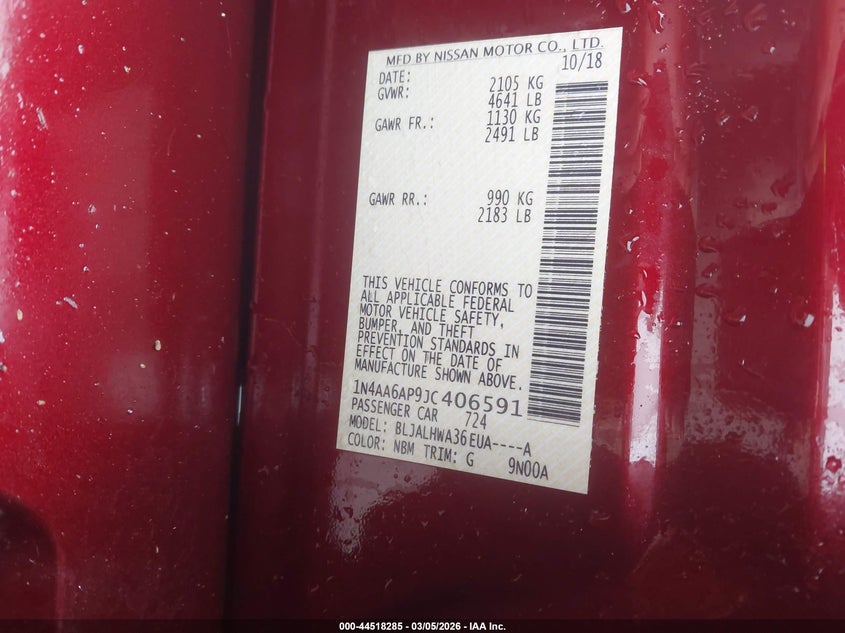 MFD BY NISSAN MOTOR CO., LTD.
DATE: 10/18
GVWR: 2105 KG
4641 LB
GAWR FR.: 1130 KG
2491 LB
GAWR RR.: 990 KG
2183 LB
THIS VEHICLE CONFORMS TO
ALL APPLICABLE FEDERAL
MOTOR VEHICLE SAFETY,
BUMPER, AND THEFT
PREVENTION STANDARDS IN
EFFECT ON THE DATE OF
MANUFACTURE SHOWN ABOVE.
1N4AA6AP9JC406591
PASSENGER CAR 724
MODEL: BLJALHWA36EUA----A
COLOR: NBM TRIM: G 9N00A
000-44518285 - 03/05/2026 - IAA Inc.